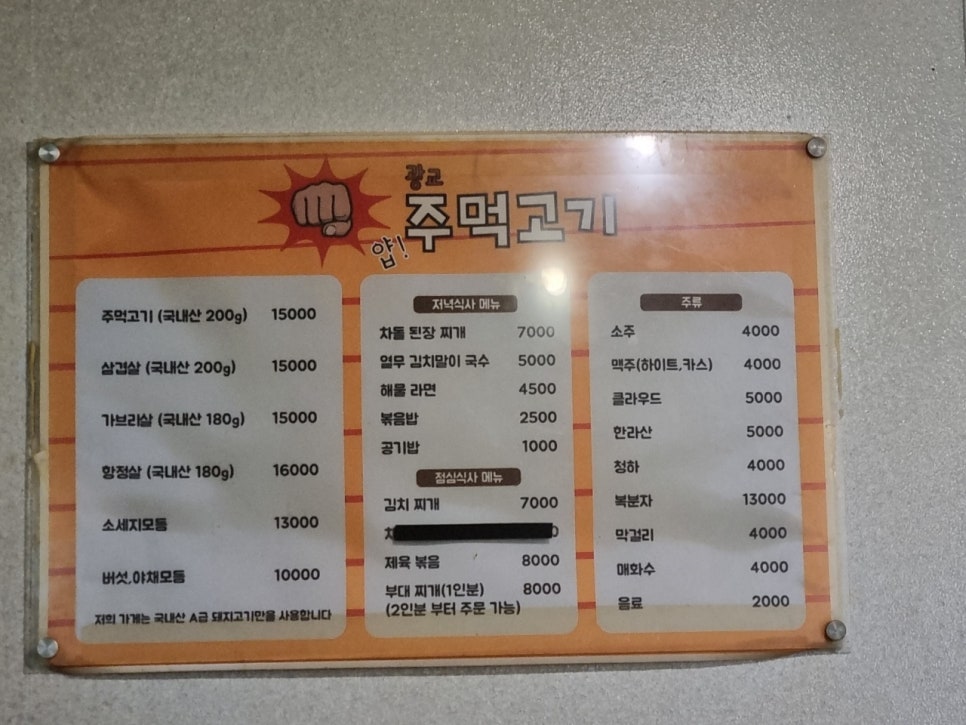 광교
얍! 주먹고기
주먹고기 (국내산 200g) 15000
삼겹살 (국내산 200g) 15000
가브리살 (국내산 180g) 15000
항정살 (국내산 180g) 16000
소세지모듬 13000
버섯,야채모듬 10000
저희 가게는 국내산 A급 돼지고기만을 사용합니다
저녁식사 메뉴
차돌 된장 찌개 7000
열무 김치말이 국수 5000
해물 라면 4500
볶음밥 2500
공기밥 1000
점심식사 메뉴
김치 찌개 7000
제육 볶음 8000
부대 찌개(1인분) 8000
(2인분 부터 주문 가능)
주류
소주 4000
맥주(하이트,카스) 4000
클라우드 5000
한라산 5000
청하 4000
복분자 13000
막걸리 4000
매화수 4000
음료 2000